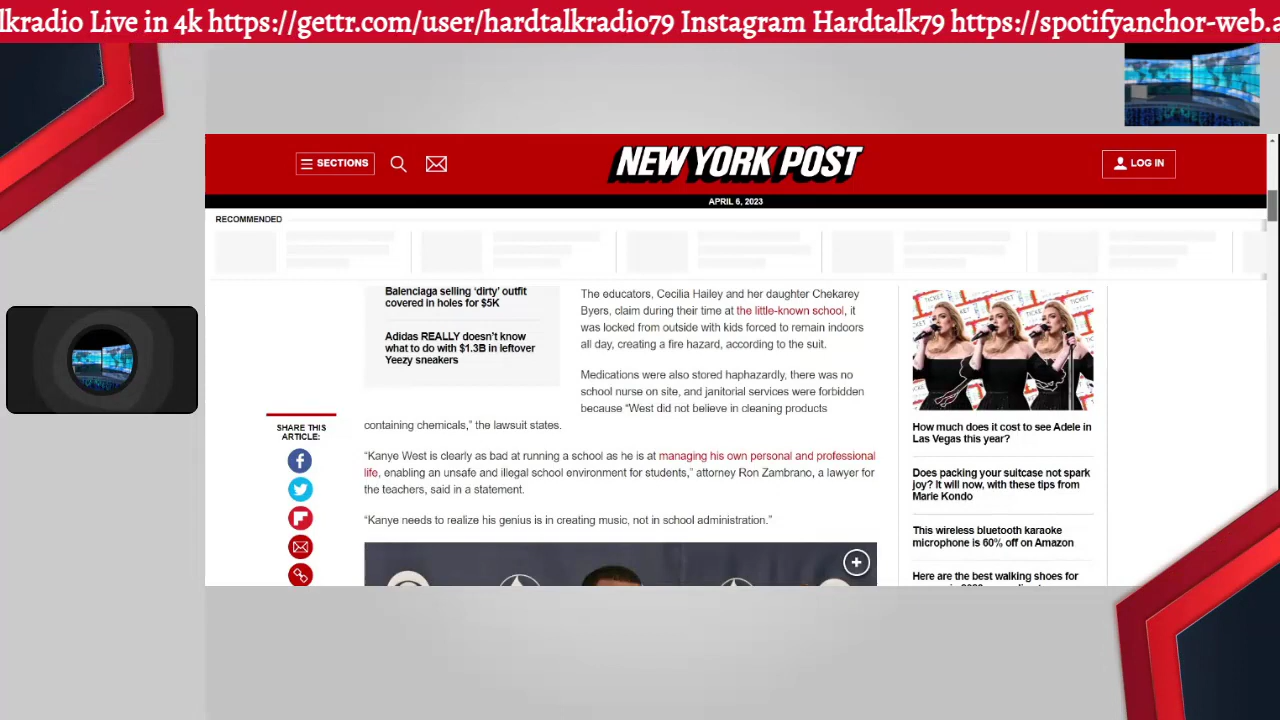 lkradio Live in 4k https://gettr.com/user/hardtalkradio79 Instagram Hardtalk79 https://spotifyanchor-web.a
SECTIONS
NEW YORK POST
LOG IN
APRIL 6, 2023
RECOMMENDED
Balenciaga selling ‘dirty’ outfit
covered in holes for $5K
Adidas REALLY doesn’t know
what to do with $1.3B in leftover
Yeezy sneakers
The educators, Cecilia Hailey and her daughter Chekarey
Byers, claim during their time at the little-known school, it
was locked from outside with kids forced to remain indoors
all day, creating a fire hazard, according to the suit.
Medications were also stored haphazardly, there was no
school nurse on site, and janitorial services were forbidden
because “West did not believe in cleaning products
containing chemicals,” the lawsuit states.
“Kanye West is clearly as bad at running a school as he is at managing his own personal and professional
life, enabling an unsafe and illegal school environment for students,” attorney Ron Zambrano, a lawyer for
the teachers, said in a statement.
“Kanye needs to realize his genius is in creating music, not in school administration.”
SHARE THIS
ARTICLE:
How much does it cost to see Adele in
Las Vegas this year?
Does packing your suitcase not spark
joy? It will now, with these tips from
Marie Kondo
This wireless bluetooth karaoke
microphone is 60% off on Amazon
Here are the best walking shoes for